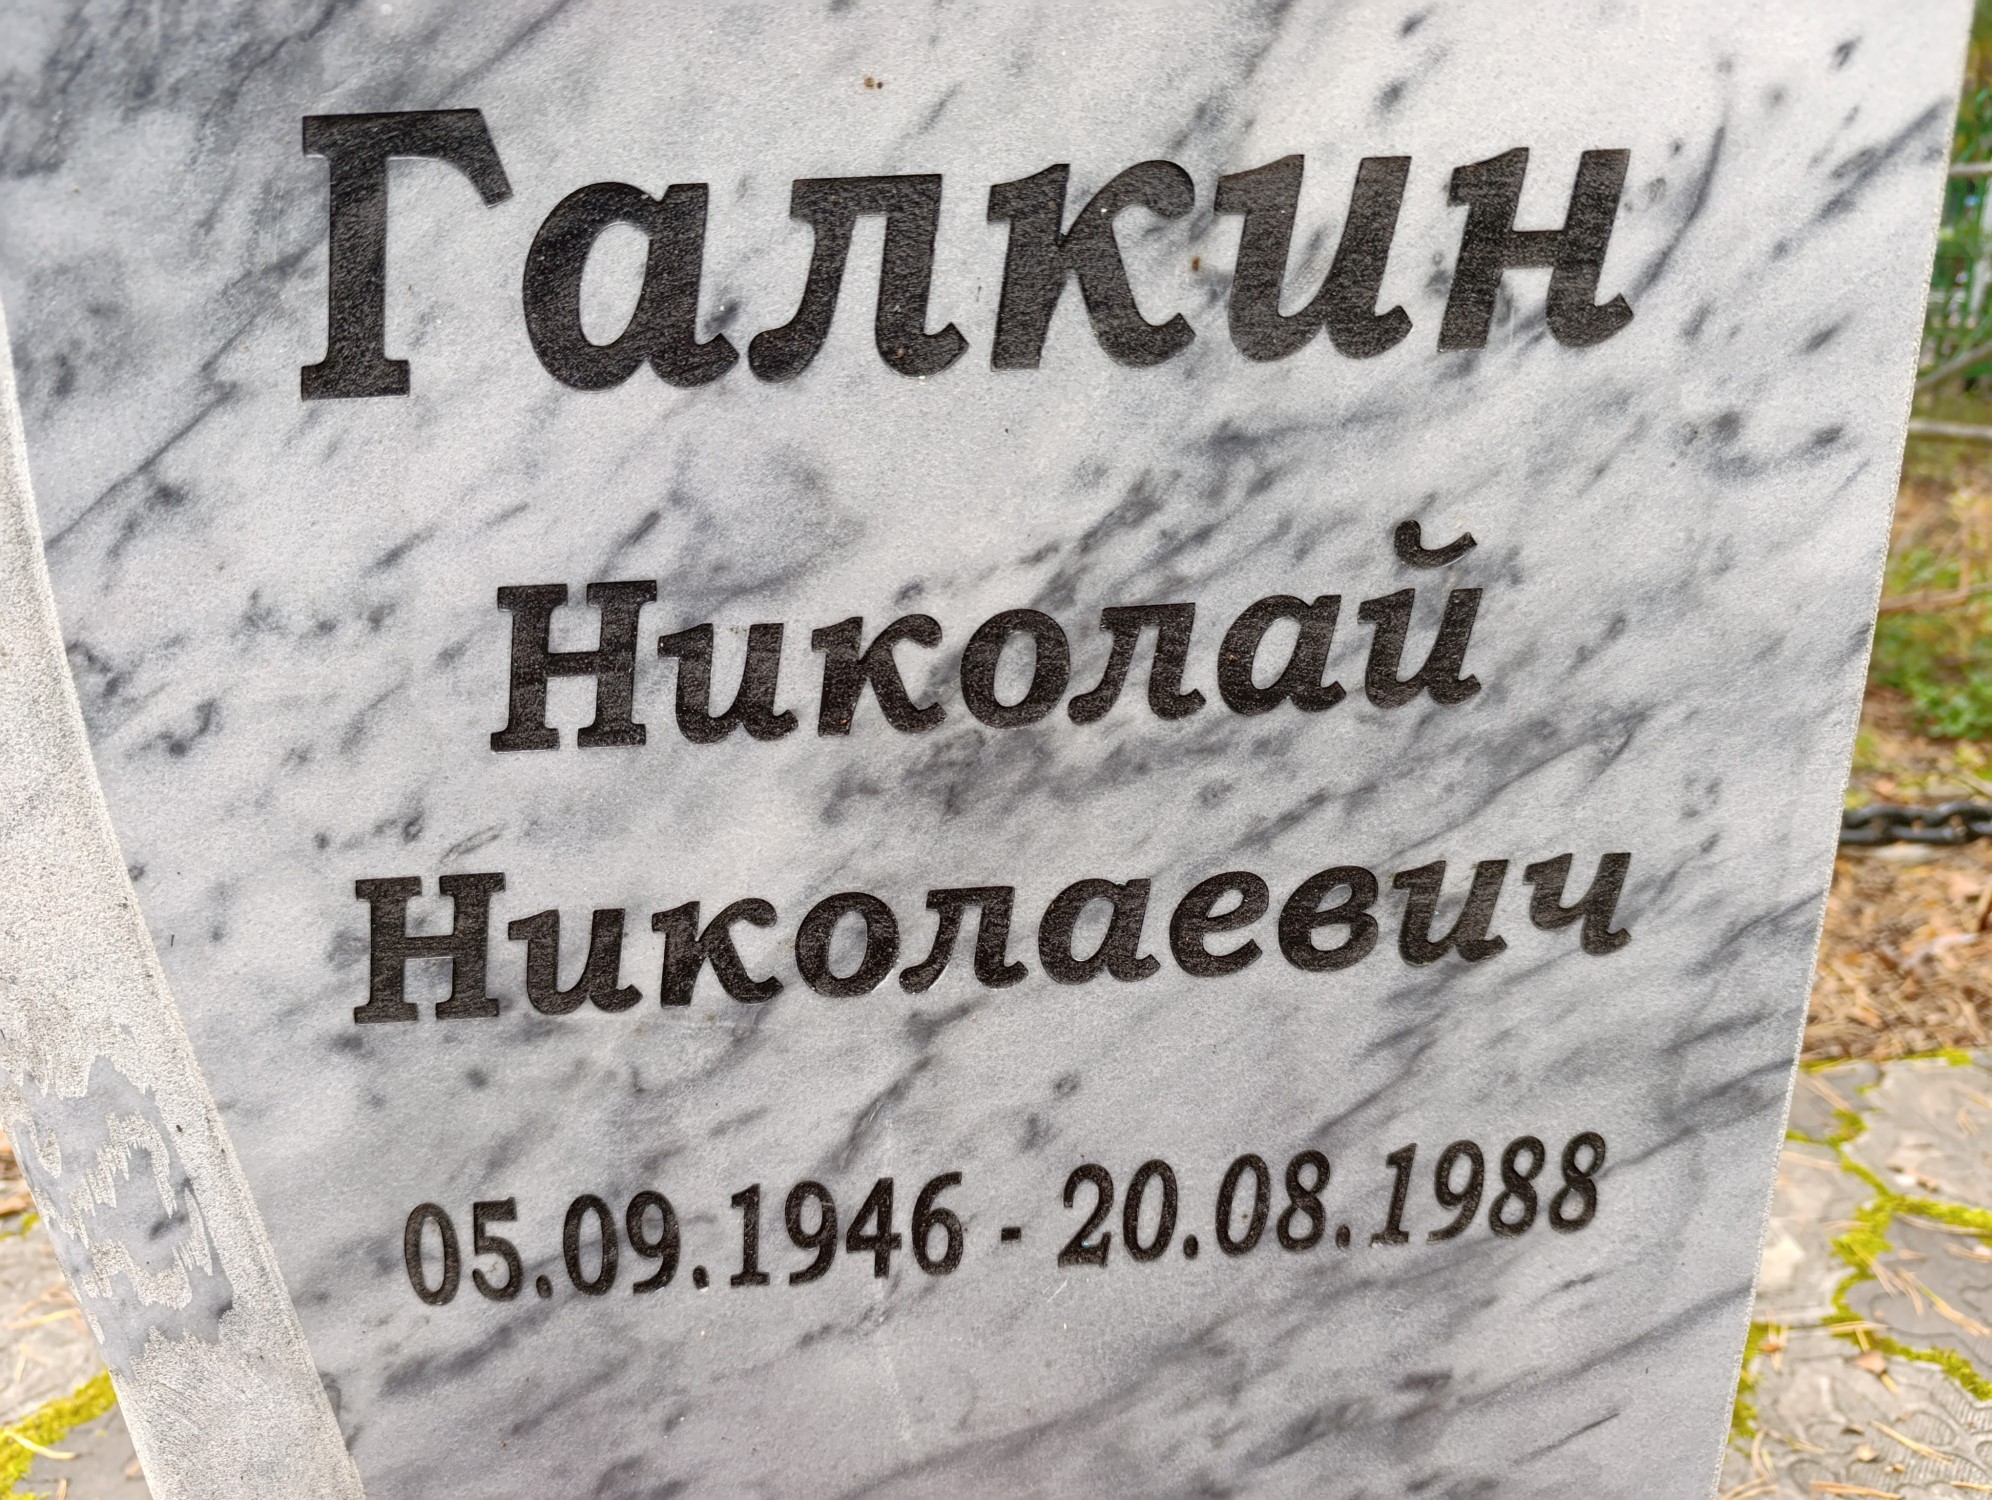 Галкин
Николай
Николаевич
05.09.1946 - 20.08.1988